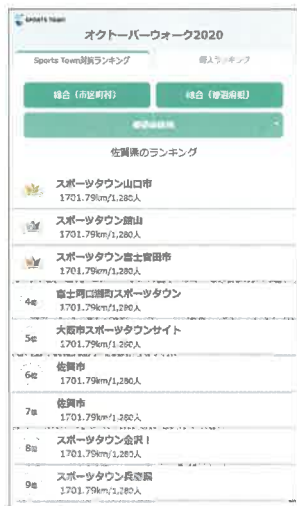 SPORTS TOWN
オクトーバーウォーク2020
Sports Town対抗ランキング
個人ランキング
総合（市区町村）
総合（都道府県）
佐賀県のランキング
スポーツタウン山口市
1701.79km/1,280人
スポーツタウン館山
1701.79km/1,280人
スポーツタウン富士宮田市
1701.79km/1,280人
4位
富士河口湖町スポーツタウン
1701.79km/1,280人
5位
大阪市スポーツタウンサイト
1701.79km/1,280人
6位
佐賀市
1701.79km/1,280人
7位
佐賀市
1701.79km/1,280人
8位
スポーツタウン金沢！
1701.79km/1,280人
9位
スポーツタウン兵庫
1701.79km/1,280人